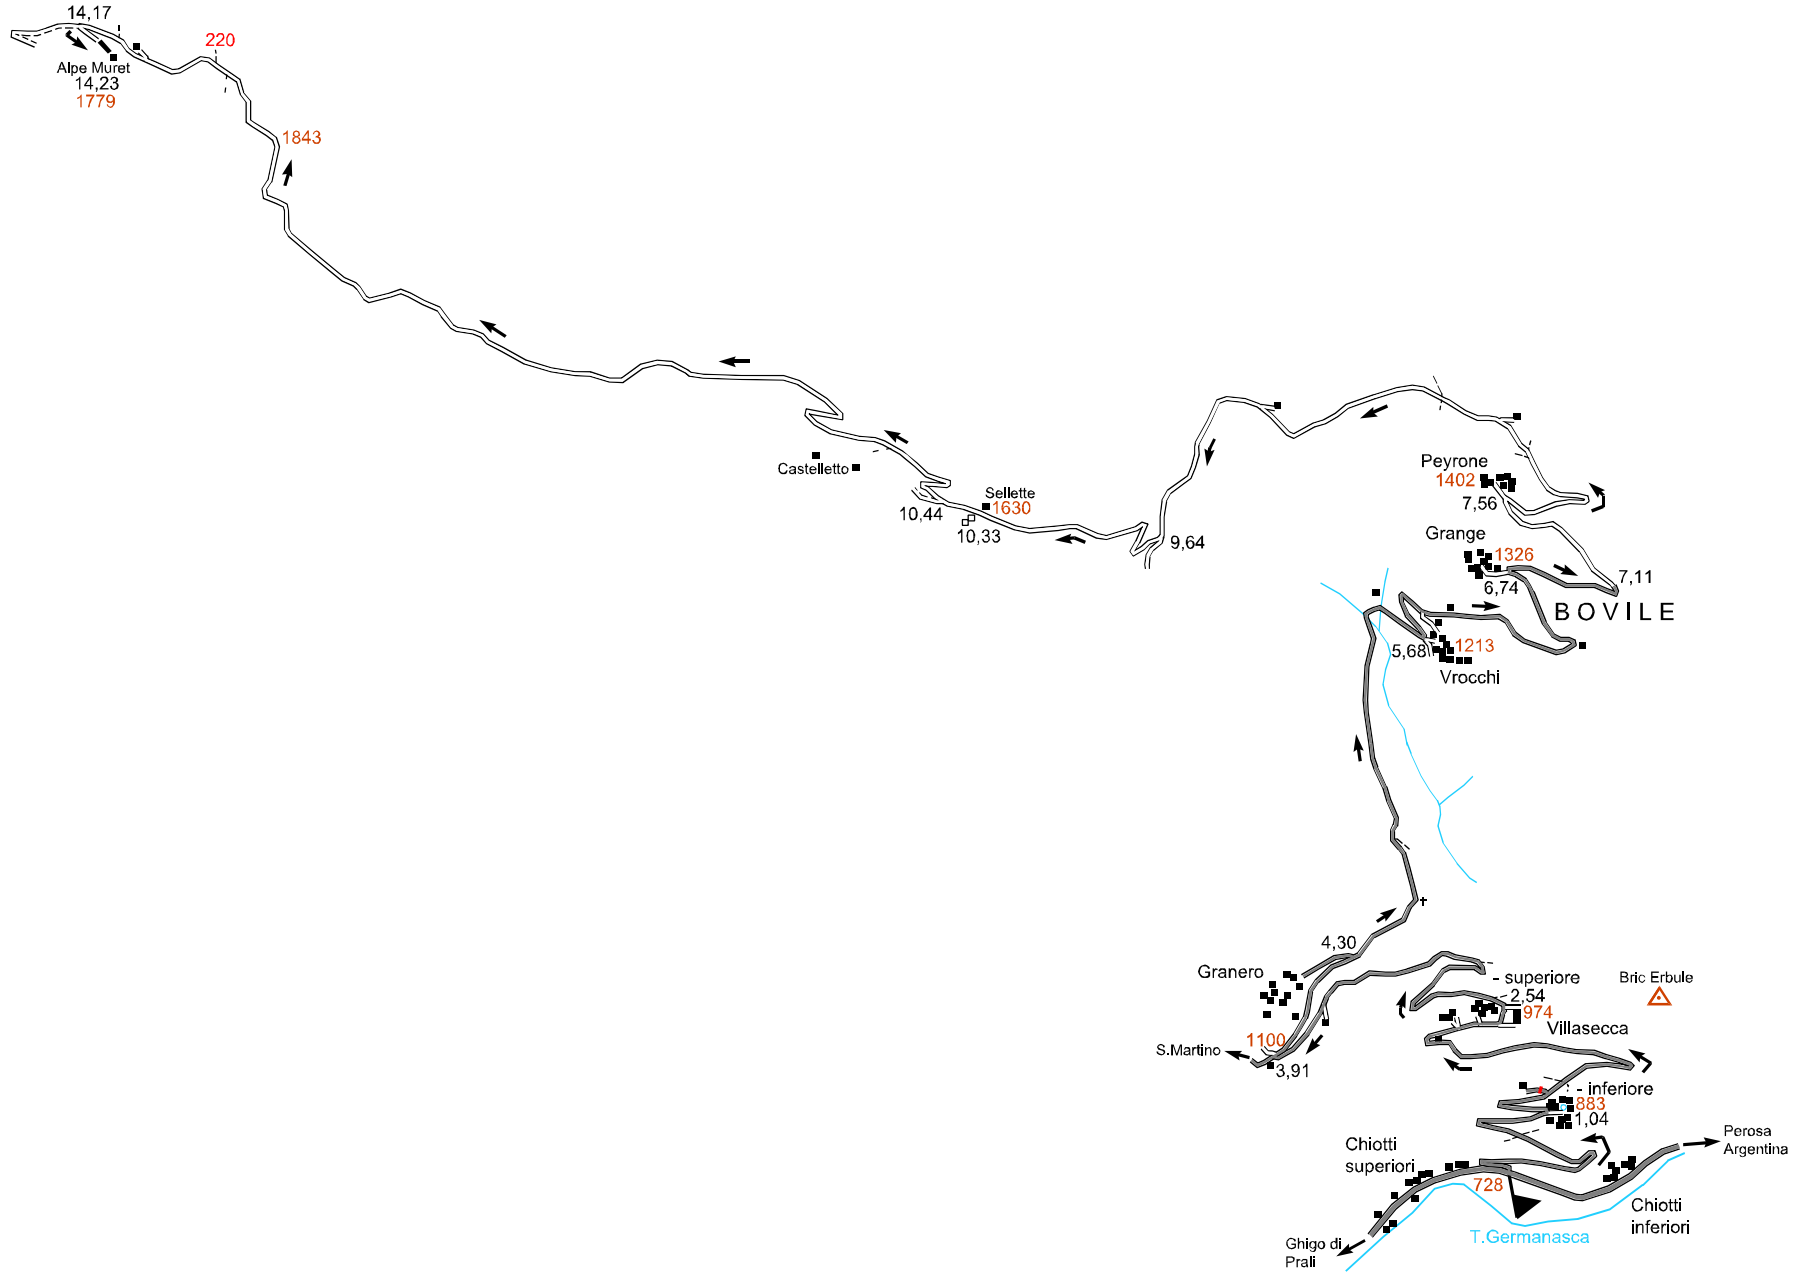 14,17
220
Alpe Muret
14,23
1779
1843
Castelletto
Sellette
1630
10,44
10,33
9,64
Peyrone
1402
7,56
Grange
1326
6,74
7,11
BOVILE
5,68
1213
Vrocchi
4,30
Granero
1100
S.Martino
3,91
- superiore
2,54
974
Villasecca
Bric Erbule
- inferiore
883
1,04
Perosa
Argentina
Chiotti
superiori
728
Chiotti
inferiori
T.Germanasca
Ghigo di
Prali